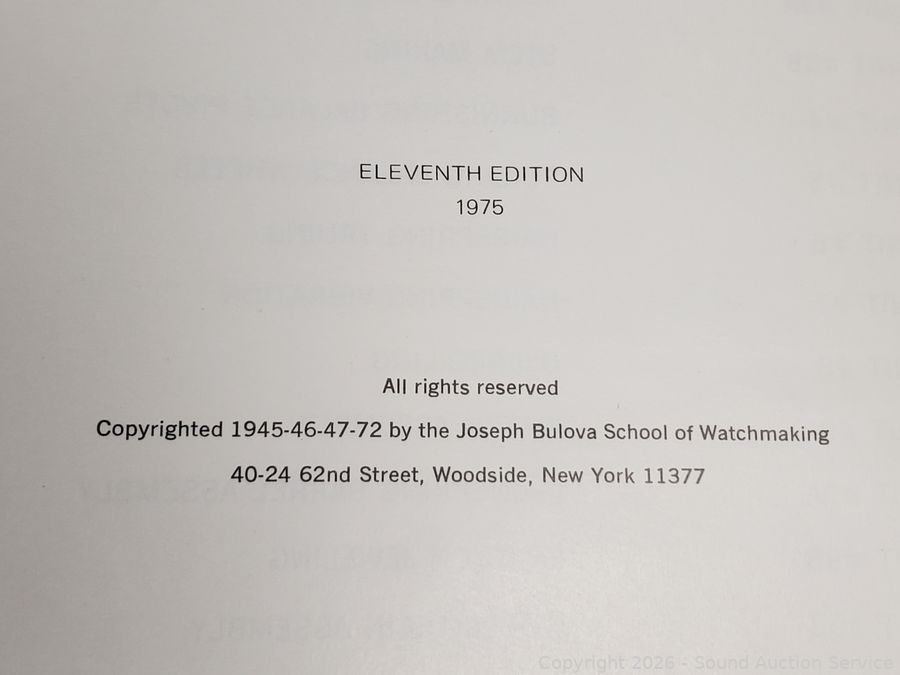 ELEVENTH EDITION
1975
All rights reserved
Copyrighted 1945-46-47-72 by the Joseph Bulova School of Watchmaking
40-24 62nd Street, Woodside, New York 11377
Copyright 2026 - Sound Auction Service